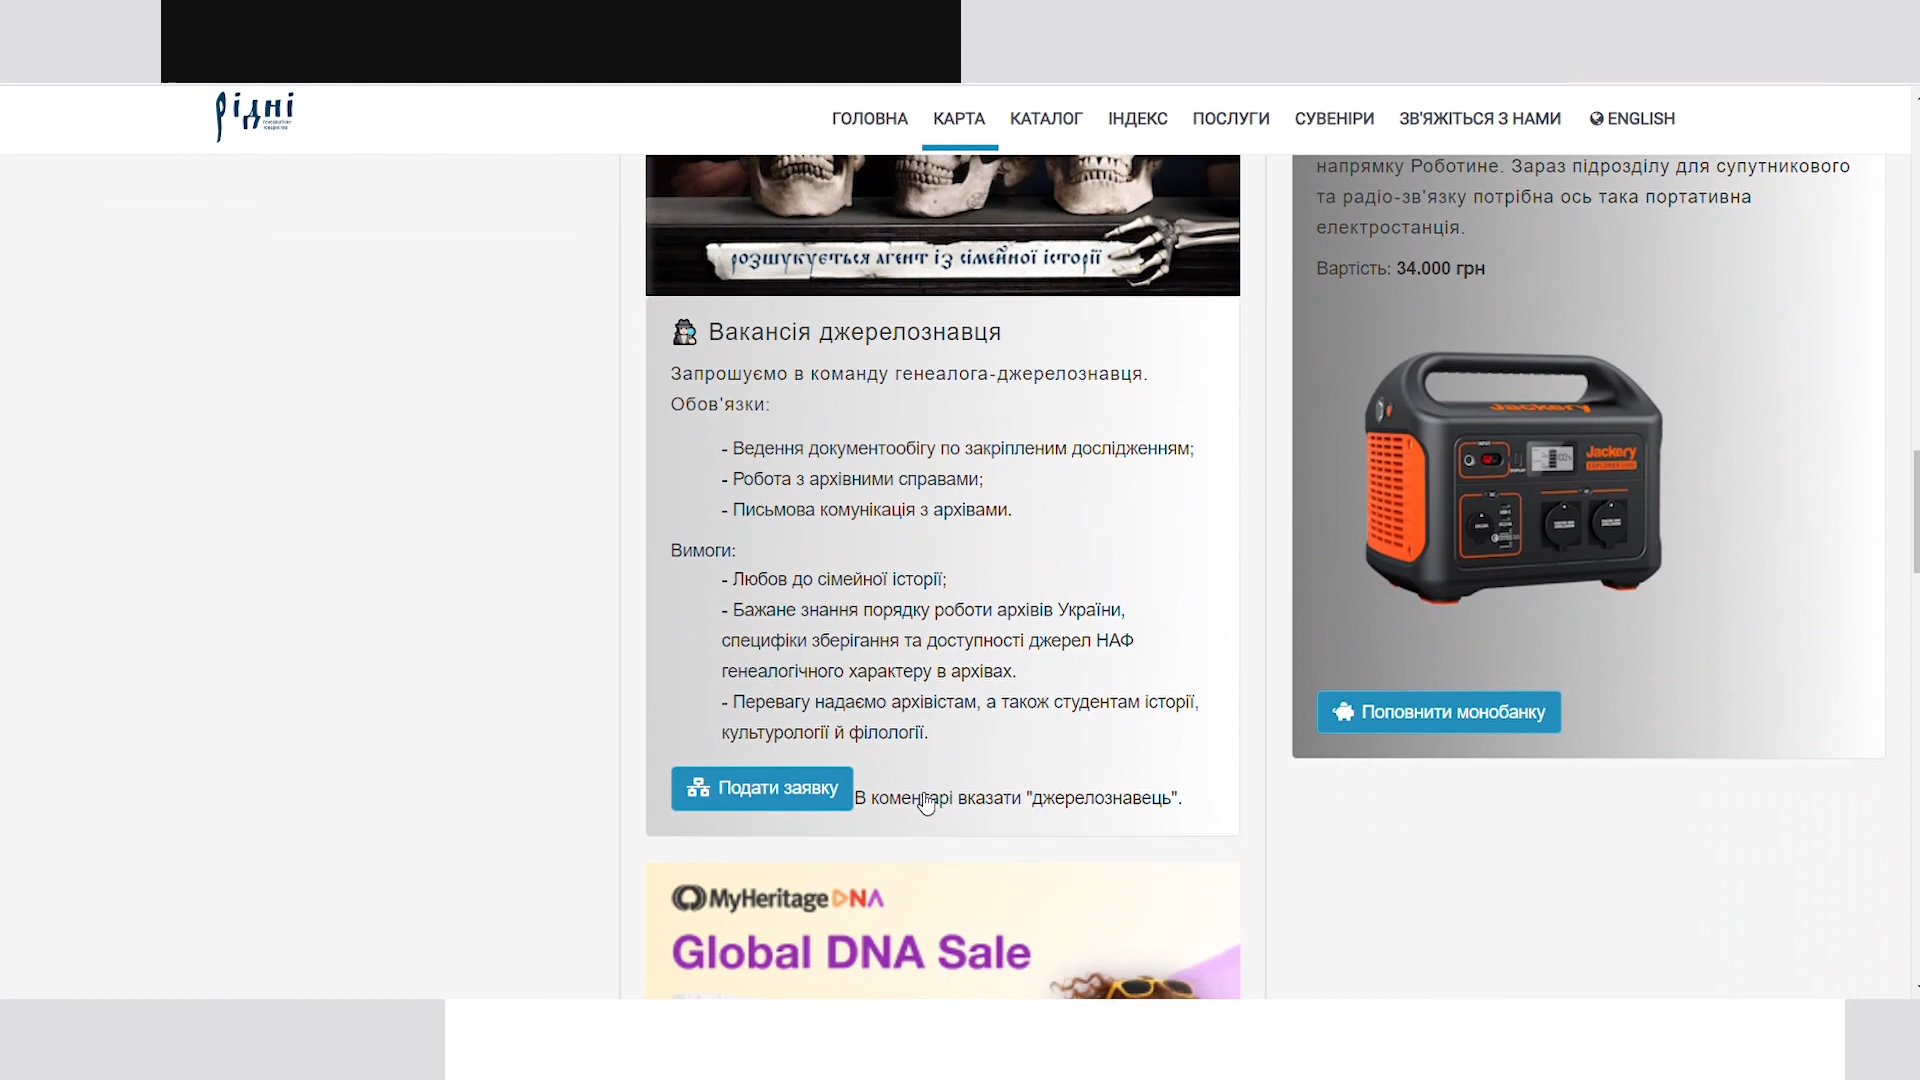 рідні
ГОЛОВНА
КАРТА
КАТАЛОГ
ІНДЕКС
ПОСЛУГИ
СУВЕНІРИ
ЗВ'ЯЖІТЬСЯ З НАМИ
ENGLISH
розшукується агент із сімейної історії
Вакансія джерелознавця
Запрошуємо в команду генеалога-джерелознавця.
Обов'язки:
- Ведення документообігу по закріпленим дослідженням;
- Робота з архівними справами;
- Письмова комунікація з архівами.
Вимоги:
- Любов до сімейної історії;
- Бажане знання порядку роботи архівів України,
специфіки зберігання та доступності джерел НАФ
генеалогічного характеру в архівах.
- Перевагу надаємо архівістам, а також студентам історії,
культурології й філології.
Подати заявку
В коментарі вказати "джерелознавець".
MyHeritage DNA
Global DNA Sale
напрямку Роботине. Зараз підрозділу для супутникового
та радіо-зв'язку потрібна ось така портативна
електростанція.
Вартість: 34.000 грн
Jackery
Jackery
Поповнити монобанку